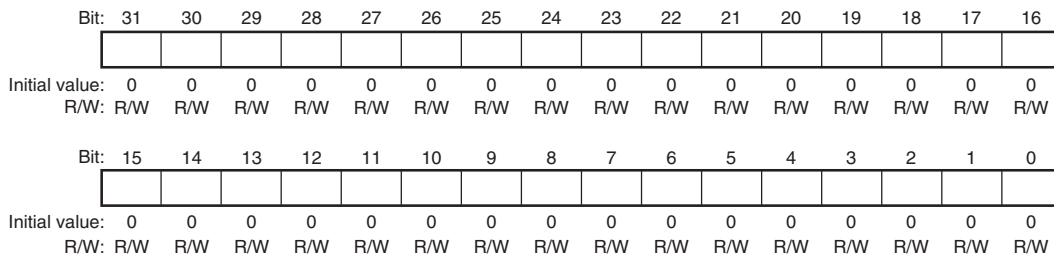 Bit: 31 30 29 28 27 26 25 24 23 22 21 20 19 18 17 16
Initial value: 0 0 0 0 0 0 0 0 0 0 0 0 0 0 0 0
R/W: R/W R/W R/W R/W R/W R/W R/W R/W R/W R/W R/W R/W R/W R/W R/W R/W
Bit: 15 14 13 12 11 10 9 8 7 6 5 4 3 2 1 0
Initial value: 0 0 0 0 0 0 0 0 0 0 0 0 0 0 0 0
R/W: R/W R/W R/W R/W R/W R/W R/W R/W R/W R/W R/W R/W R/W R/W R/W R/W